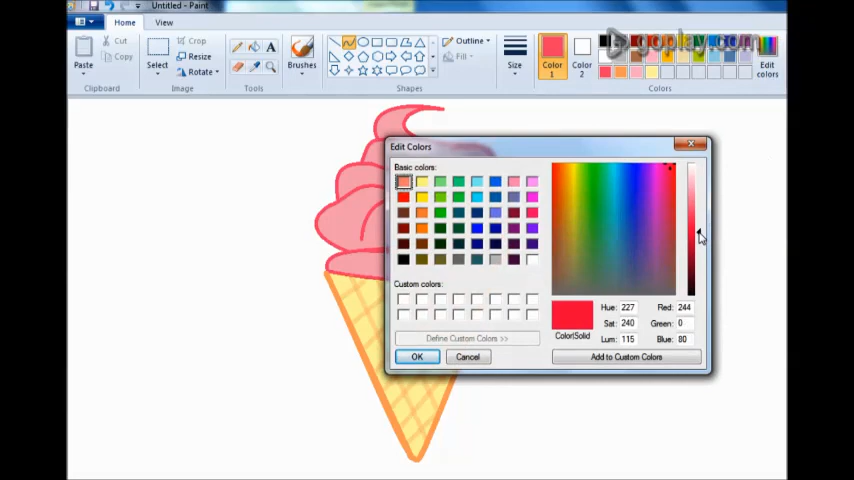 Untitled - Paint
Home
View
Paste
Cut
Copy
Clipboard
Select
Crop
Resize
Rotate
Image
A
Tools
Brushes
Outline
Fill
Shapes
Size
Color 1
Color 2
Edit colors
Colors
goplay.com
Edit Colors
Basic colors:
Custom colors:
Define Custom Colors >>
OK
Cancel
Color|Solid
Hue: 227
Sat: 240
Lum: 115
Red: 244
Green: 0
Blue: 80
Add to Custom Colors